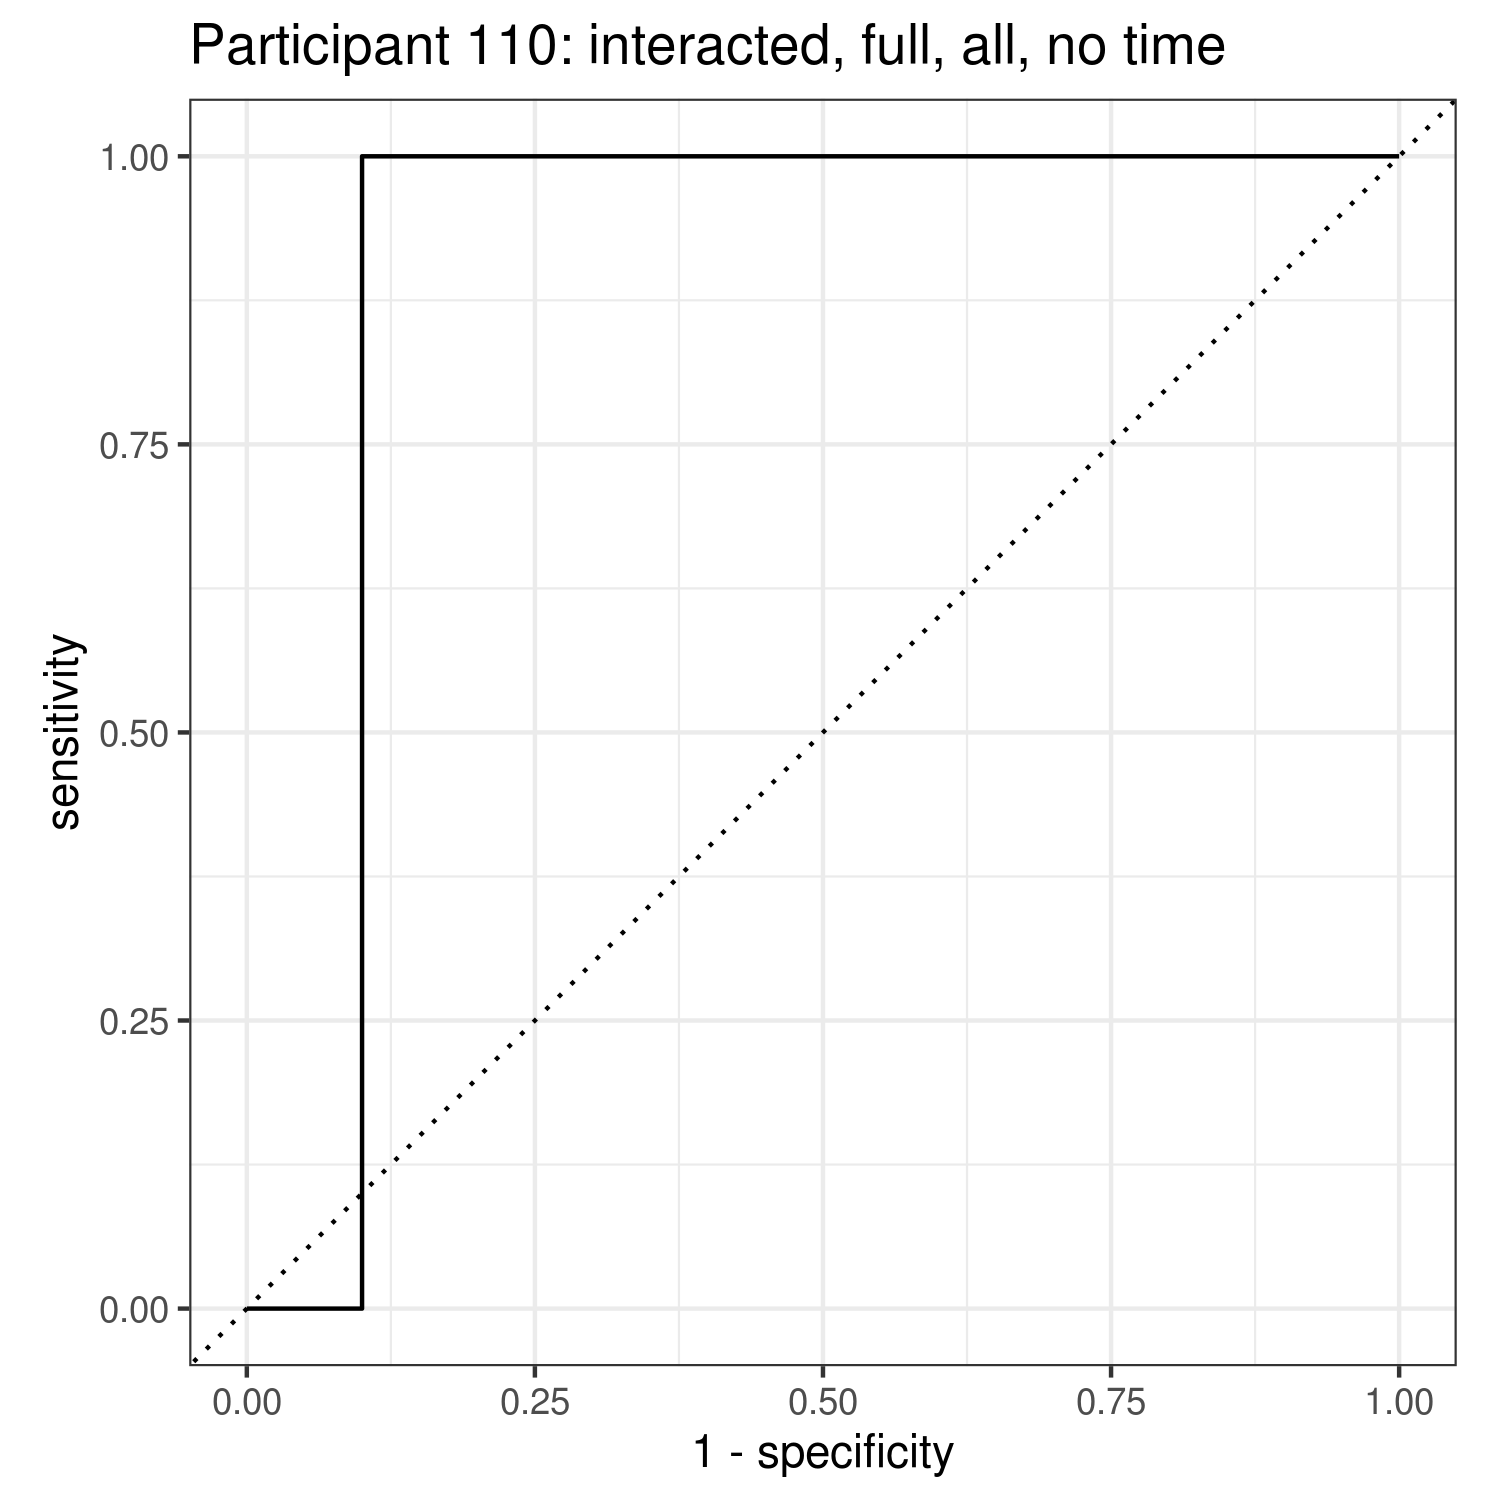 Participant 110: interacted, full, all, no time
1.00
0.75
0.50
0.25
0.00
sensitivity
0.00 0.25 0.50 0.75 1.00
1 - specificity